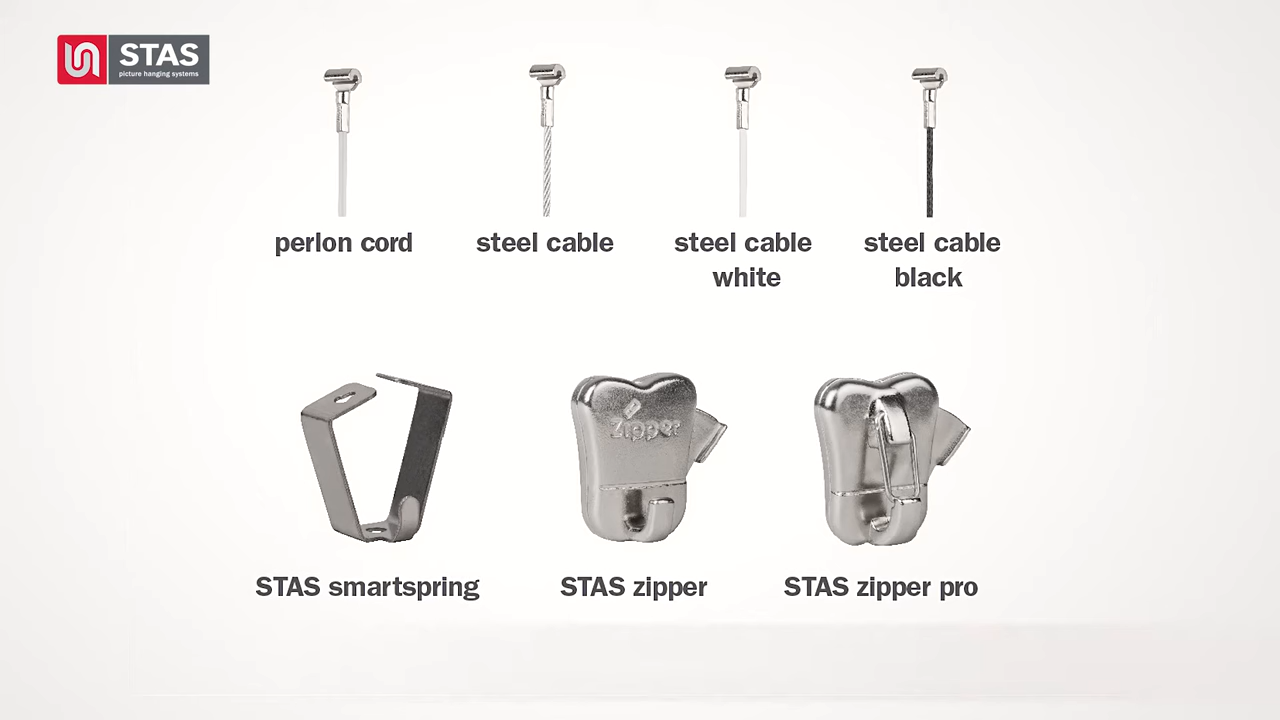 STAS
picture hanging systems
perlon cord
steel cable
steel cable
white
steel cable
black
Zipper
STAS smartspring
STAS zipper
STAS zipper pro